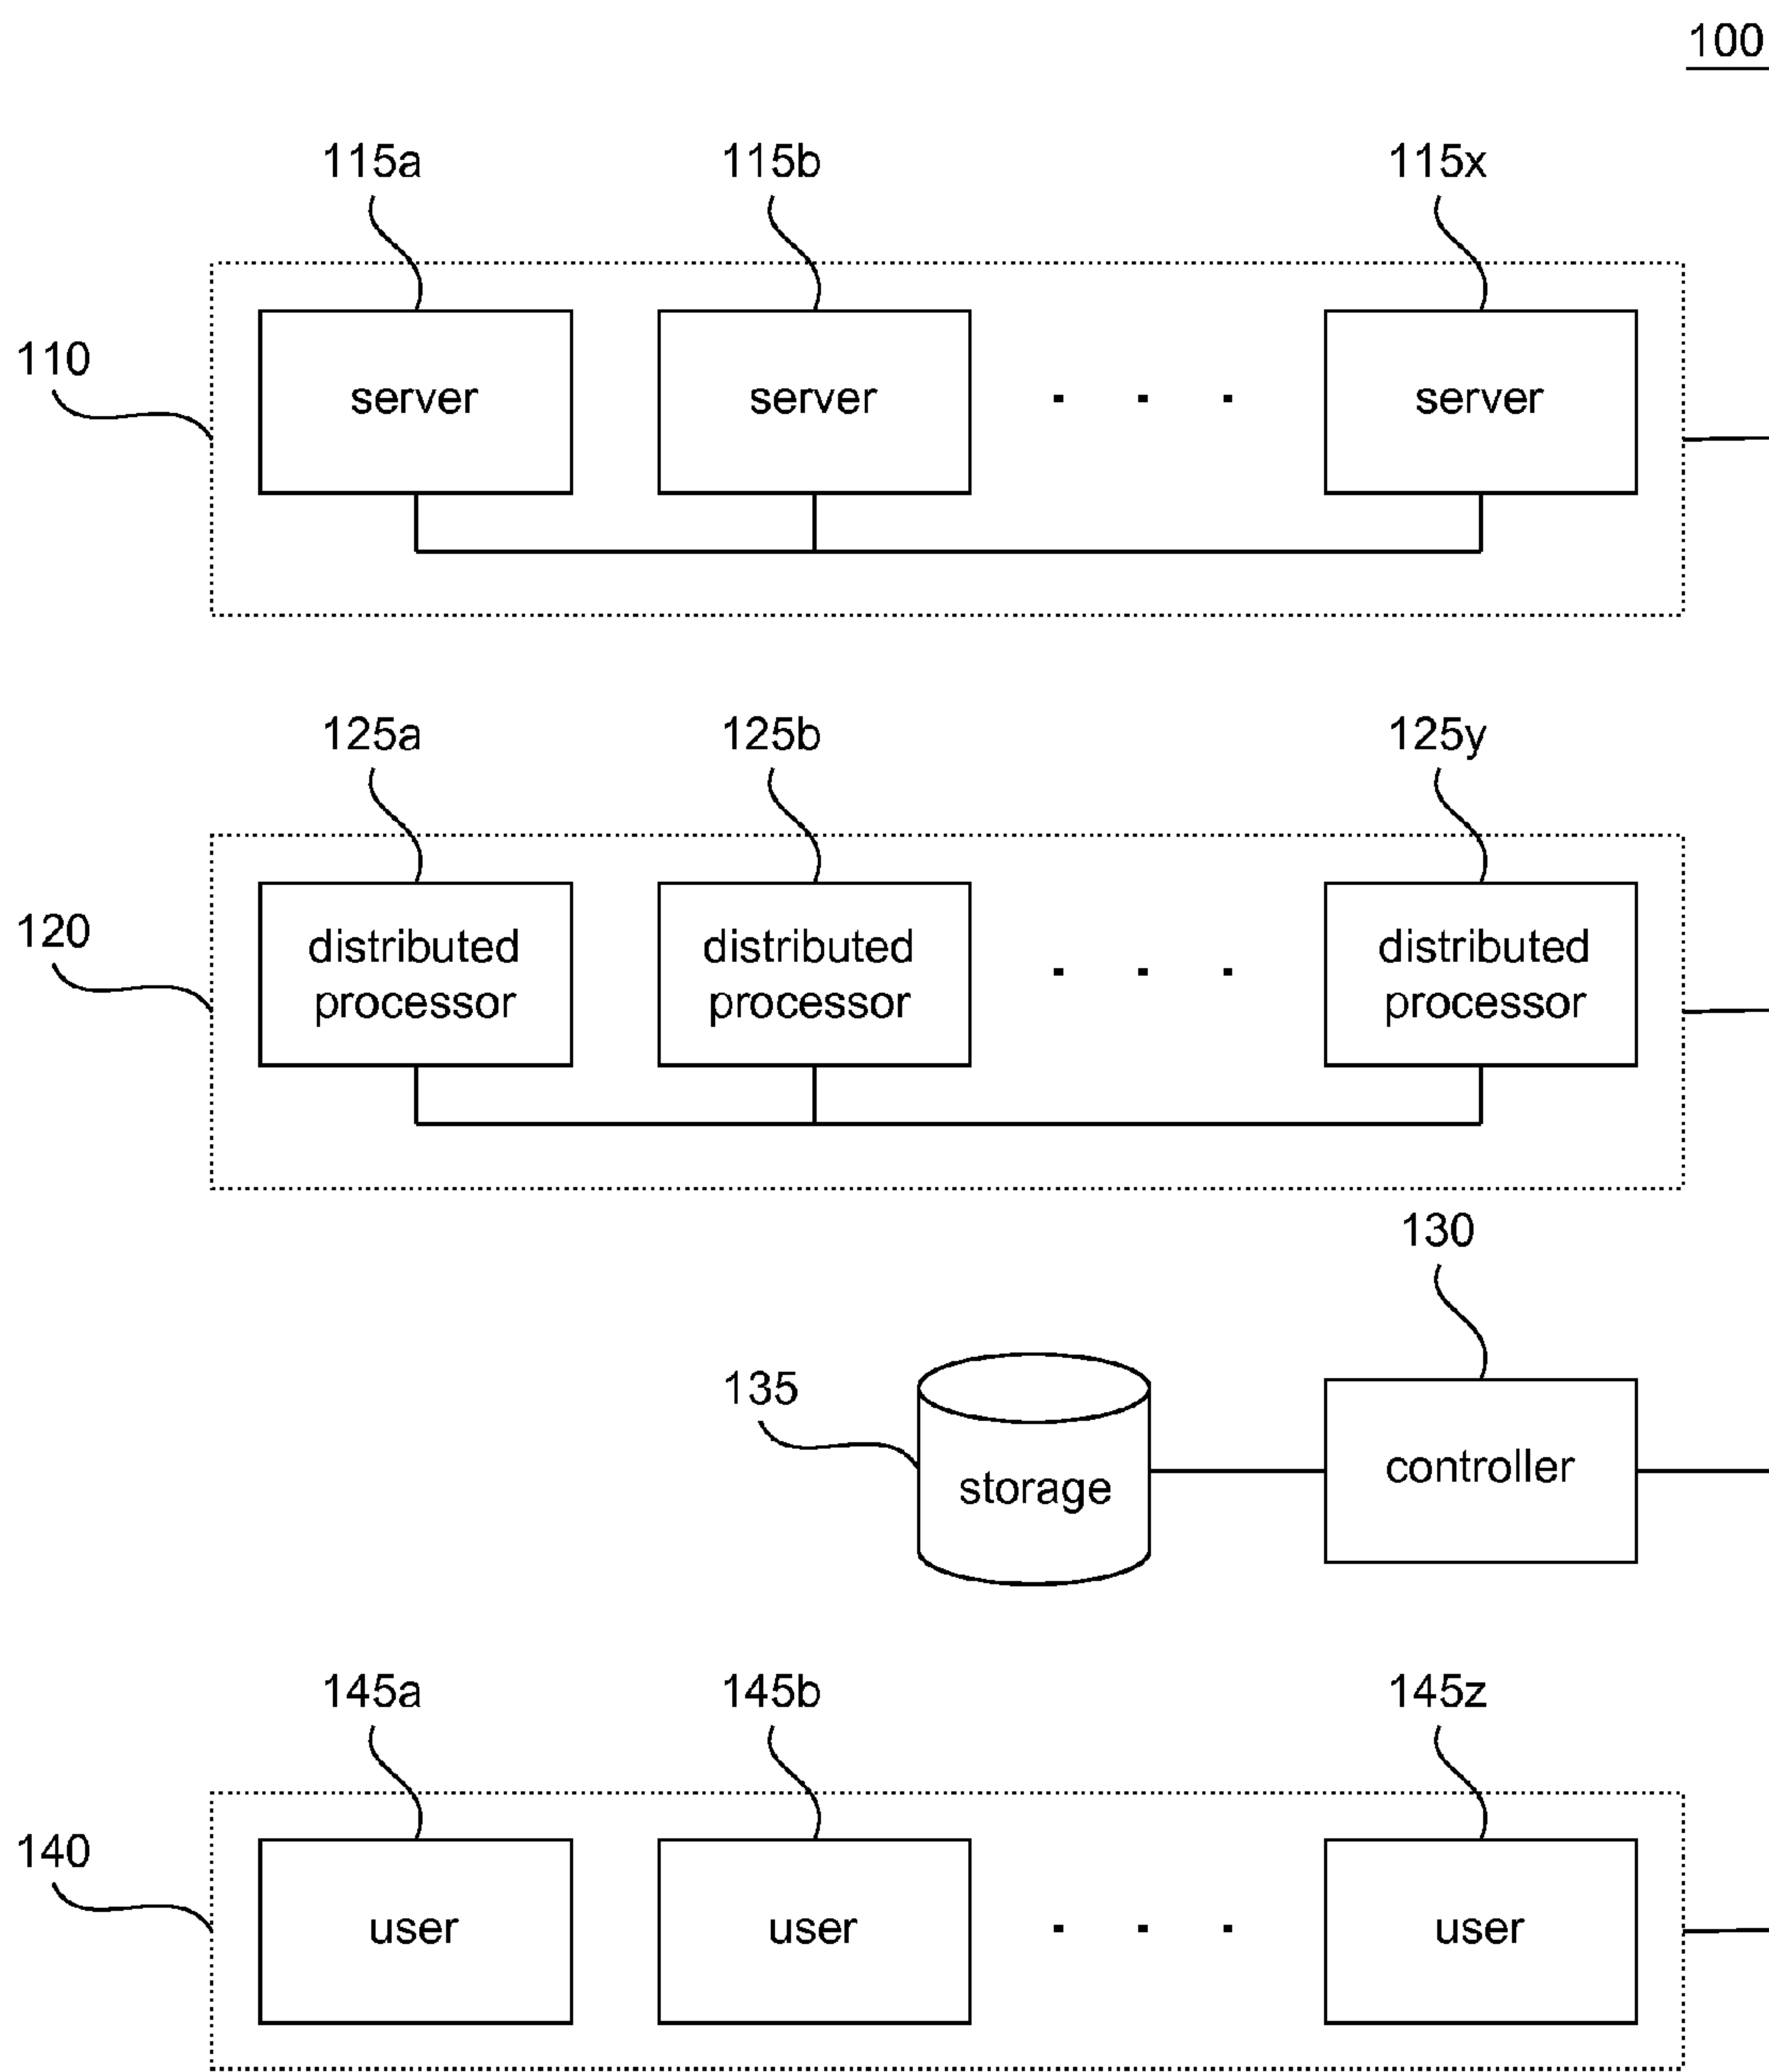 100
115a 115b 115x
110
server server . . . server
125a 125b 125y
120
distributed processor distributed processor . . . distributed processor
130
135
storage controller
145a 145b 145z
140
user user . . . user